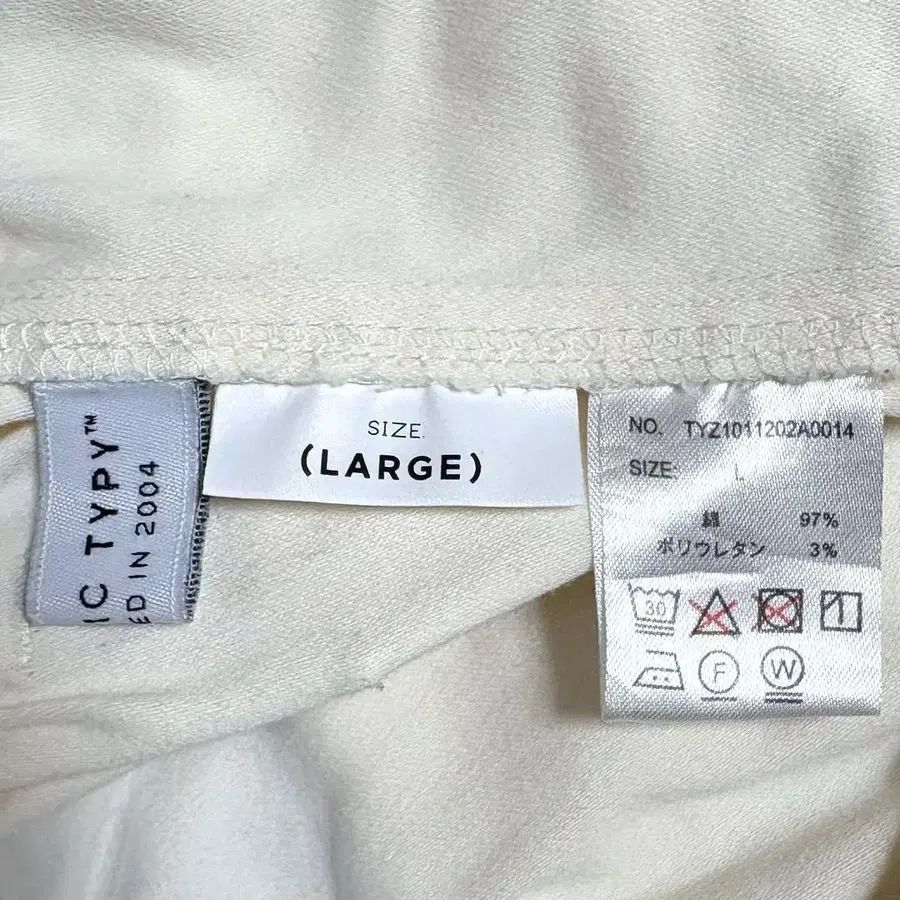 IC TYPY™
ED IN 2004
SIZE.
(LARGE)
NO. TYZ1011202A0014
SIZE: L
綿 97%
ポリウレタン 3%
30
F
W